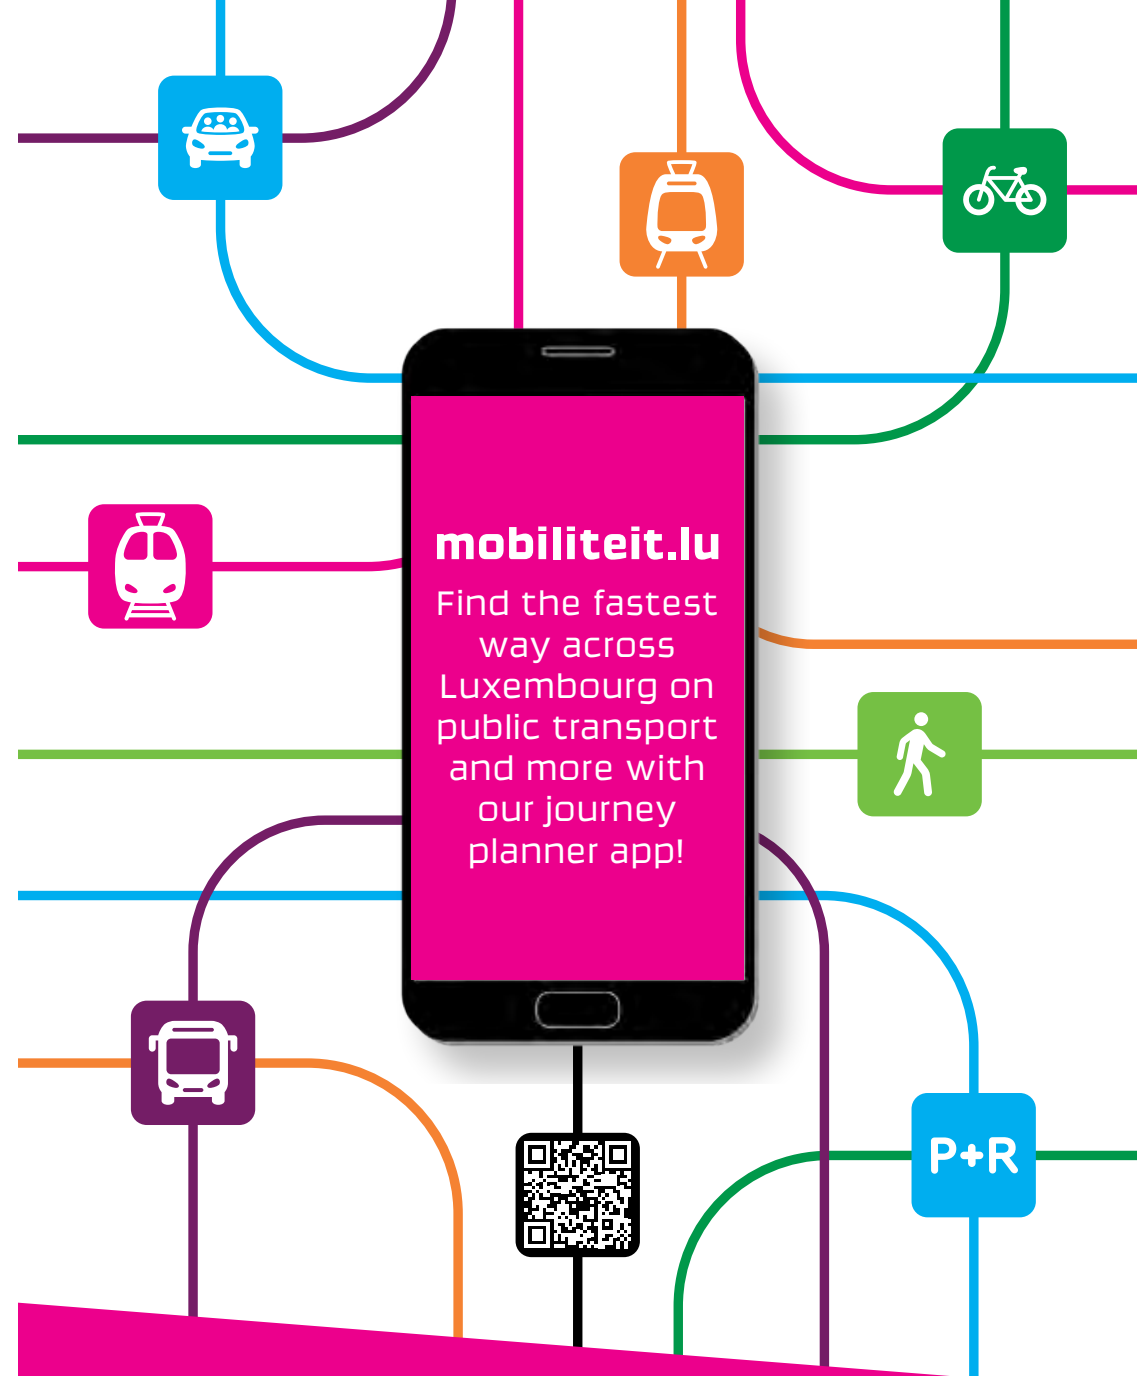 mobiliteit.lu
Find the fastest
way across
Luxembourg on
public transport
and more with
our journey
planner app!
P+R